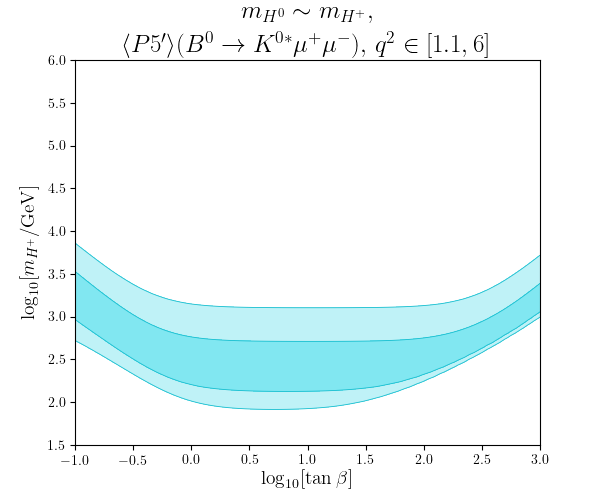 m_{H^0} ∼ m_{H^+},
⟨P5′⟩(B^0 → K^{0*}μ^+μ^−), q^2 ∈ [1.1, 6]
6.0
5.5
5.0
4.5
4.0
3.5
3.0
2.5
2.0
1.5
log_{10}[m_{H^+}/GeV]
−1.0 −0.5 0.0 0.5 1.0 1.5 2.0 2.5 3.0
log_{10}[tan β]